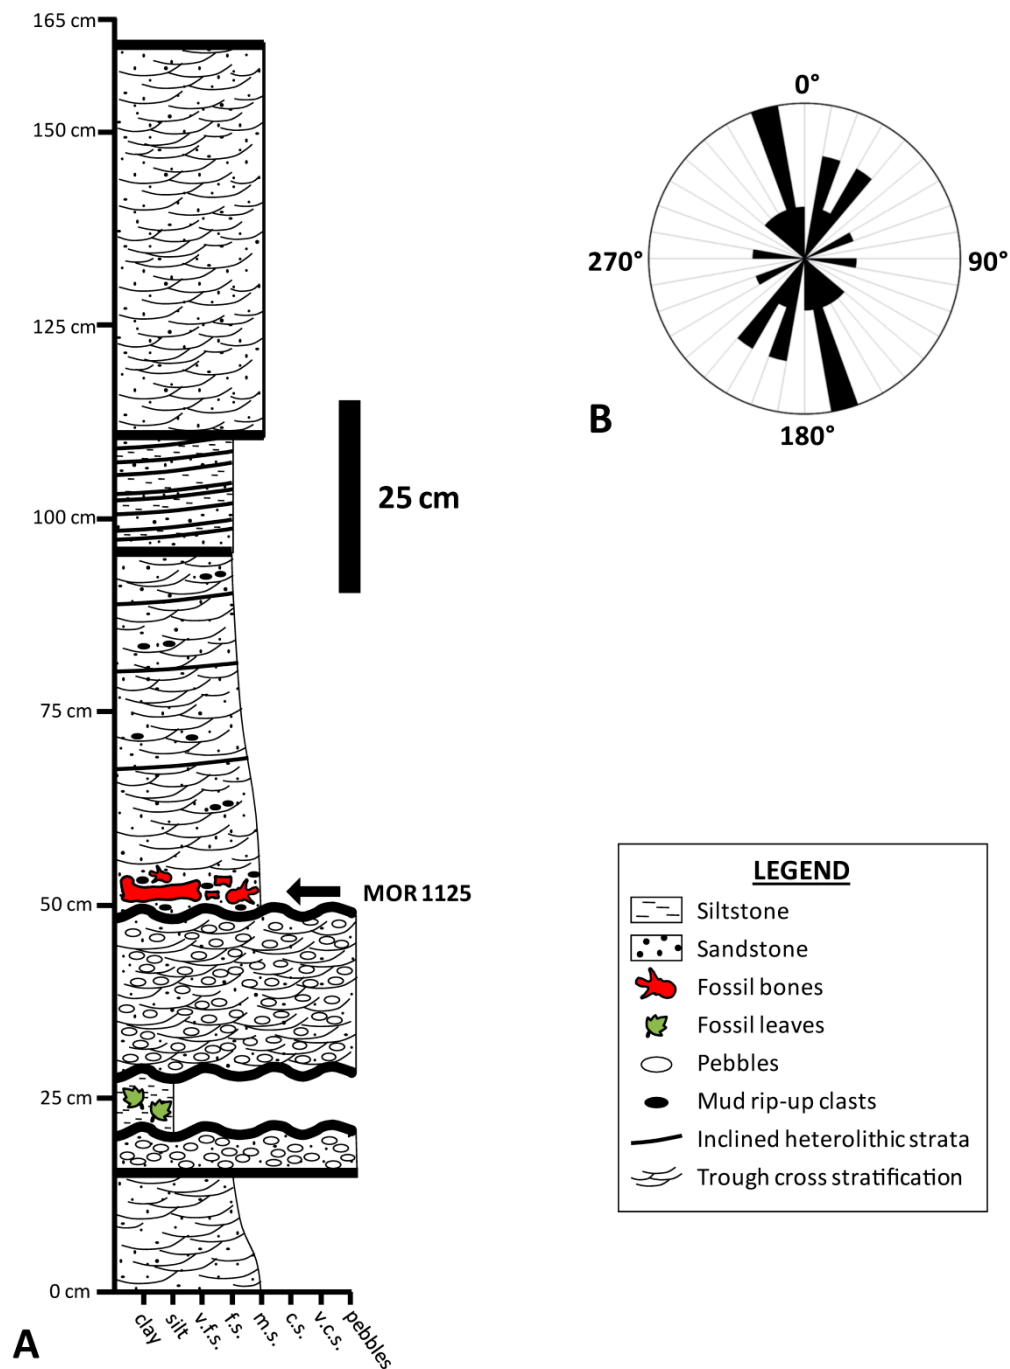 165 cm
150 cm
125 cm
100 cm
75 cm
50 cm
25 cm
0 cm
clay
silt
v.f.s.
f.s.
m.s.
c.s.
v.c.s.
pebbles
A
25 cm
MOR 1125
0°
90°
180°
270°
B
LEGEND
Siltstone
Sandstone
Fossil bones
Fossil leaves
Pebbles
Mud rip-up clasts
Inclined heterolithic strata
Trough cross stratification